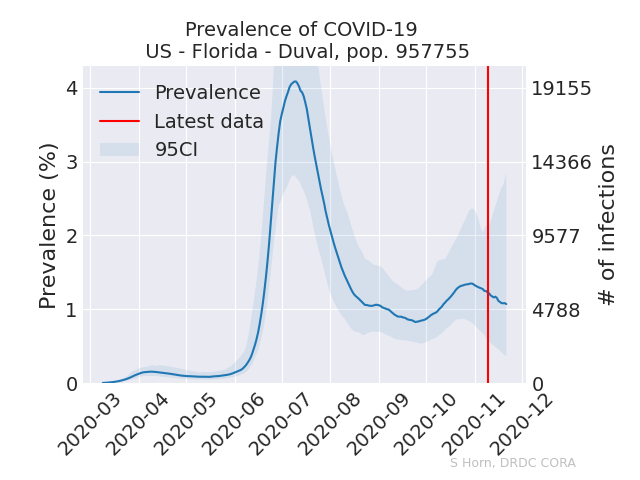 Prevalence of COVID-19
US - Florida - Duval, pop. 957755
Prevalence
Latest data
95CI
Prevalence (%)
4
3
2
1
0
19155
14366
9577
4788
0
# of infections
2020-03
2020-04
2020-05
2020-06
2020-07
2020-08
2020-09
2020-10
2020-11
2020-12
S Horn, DRDC CORA